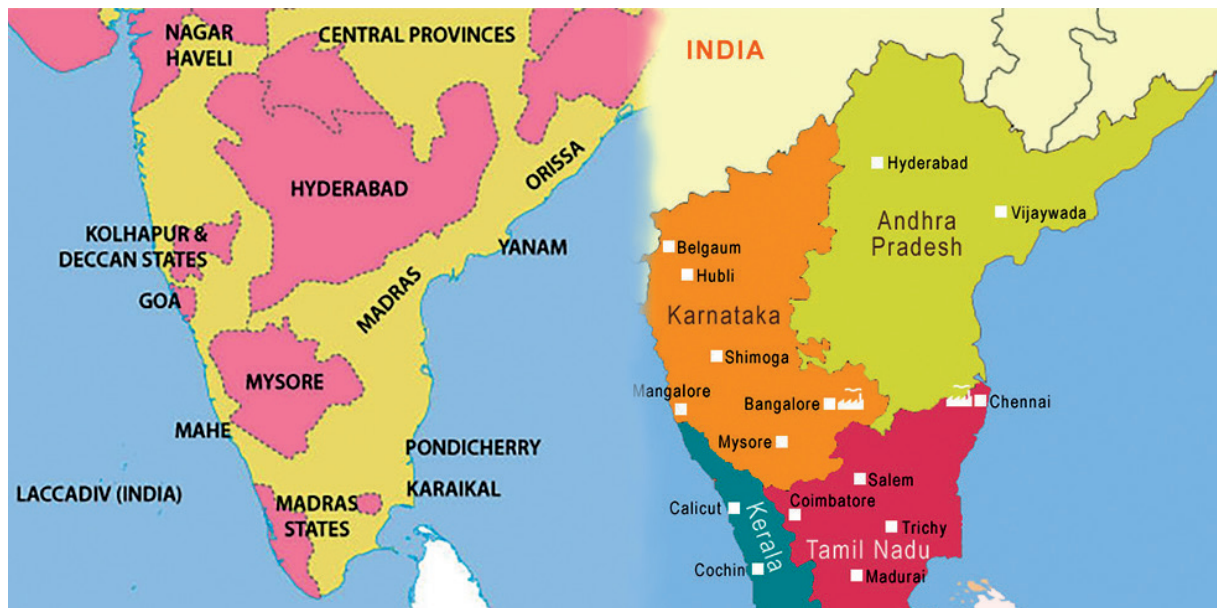 NAGAR
HAVELI
CENTRAL PROVINCES
HYDERABAD
ORISSA
KOLHAPUR &
DECCAN STATES
YANAM
GOA
MADRAS
MYSORE
MAHE
PONDICHERRY
LACCADIV (INDIA)
KARAIKAL
MADRAS
STATES
INDIA
Hyderabad
Andhra
Pradesh
Vijaywada
Belgaum
Hubli
Karnataka
Shimoga
Mangalore
Bangalore
Chennai
Mysore
Salem
Coimbatore
Calicut
Kerala
Trichy
Tamil Nadu
Cochin
Madurai